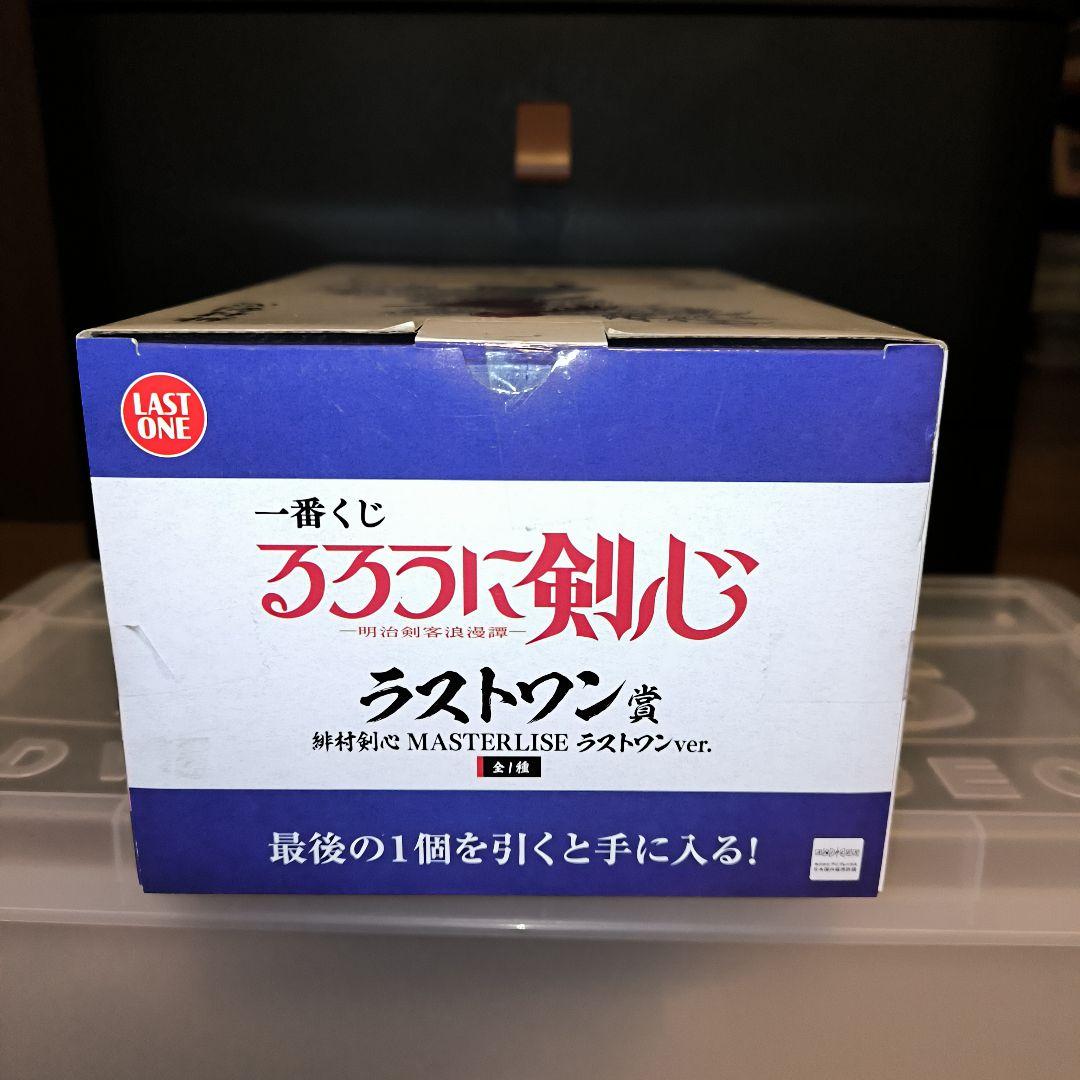 LAST
ONE
一番くじ
るろうに剣心
―明治剣客浪漫譚―
ラストワン賞
緋村剣心 MASTERLISE ラストワンver.
全1種
最後の1個を引くと手に入る!